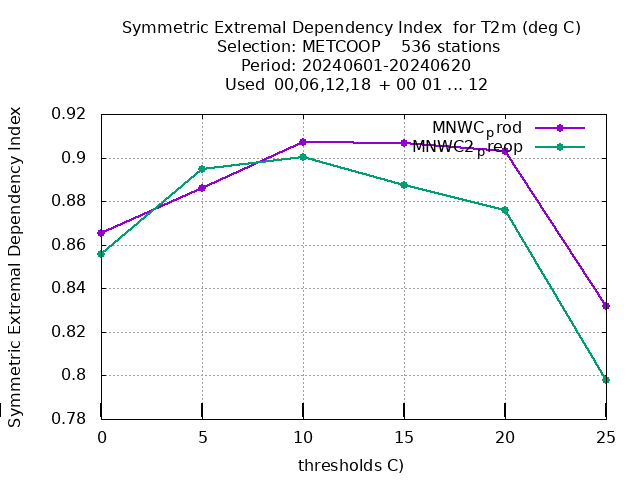 Symmetric Extremal Dependency Index  for T2m (deg C)
Selection: METCOOP    536 stations
Period: 20240601-20240620
Used  00,06,12,18 + 00 01 ... 12
Symmetric Extremal Dependency Index
0.92
0.9
0.88
0.86
0.84
0.82
0.8
0.78
MNWCprod
MNWC2preop
0 5 10 15 20 25
thresholds C)